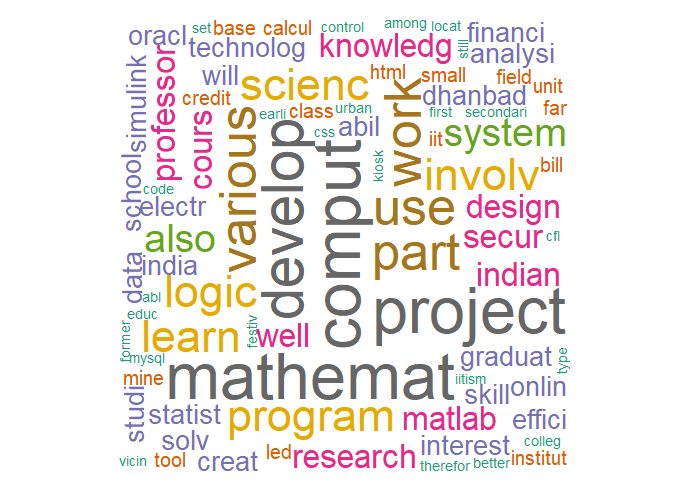 oracl
set
base
calcul
control
among
locat
financi
technolog
knowledg
still
analysi
simulink
professor
will
scienc
html
small
field
unit
credit
dhanbad
far
school
cours
various
earli
class
urban
abil
css
work
first
secondari
iit
system
kiosk
involv
bill
code
electr
develop
comput
use
design
also
part
secur
cfl
data
india
indian
abl
logic
project
educ
former
learn
festiv
well
graduat
type
mysql
mine
mathemat
iitism
skill
onlin
studi
statist
program
matlab
effici
solv
interest
colleg
vicin
tool
creat
led
research
therefor
better
institut